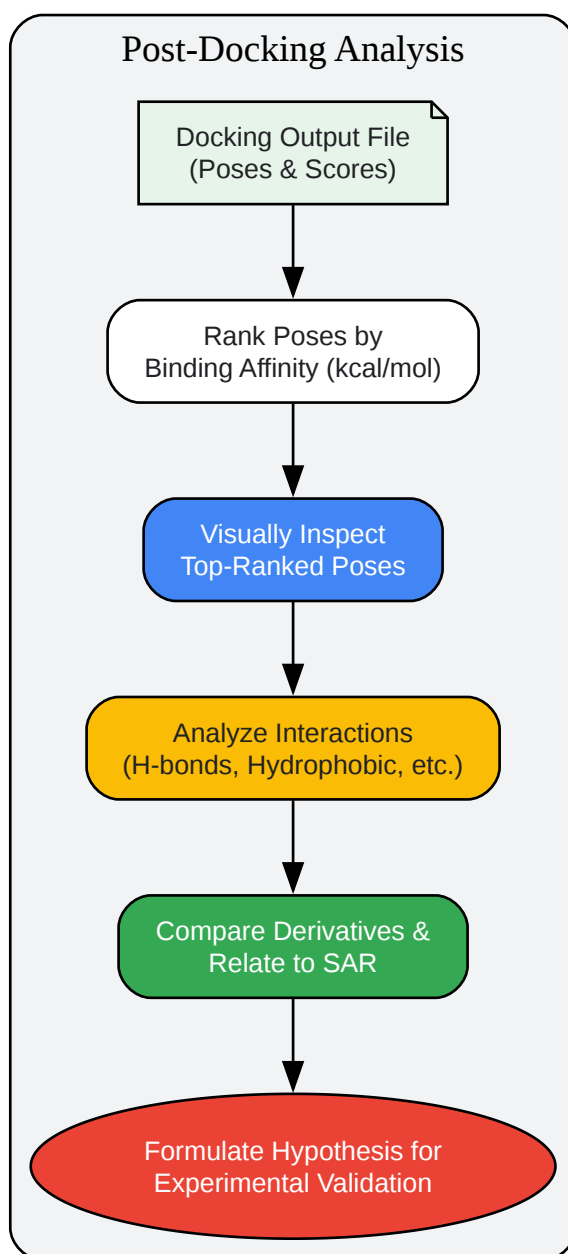 Post-Docking Analysis
Docking Output File
(Poses & Scores)
Rank Poses by
Binding Affinity (kcal/mol)
Visually Inspect
Top-Ranked Poses
Analyze Interactions
(H-bonds, Hydrophobic, etc.)
Compare Derivatives &
Relate to SAR
Formulate Hypothesis for
Experimental Validation